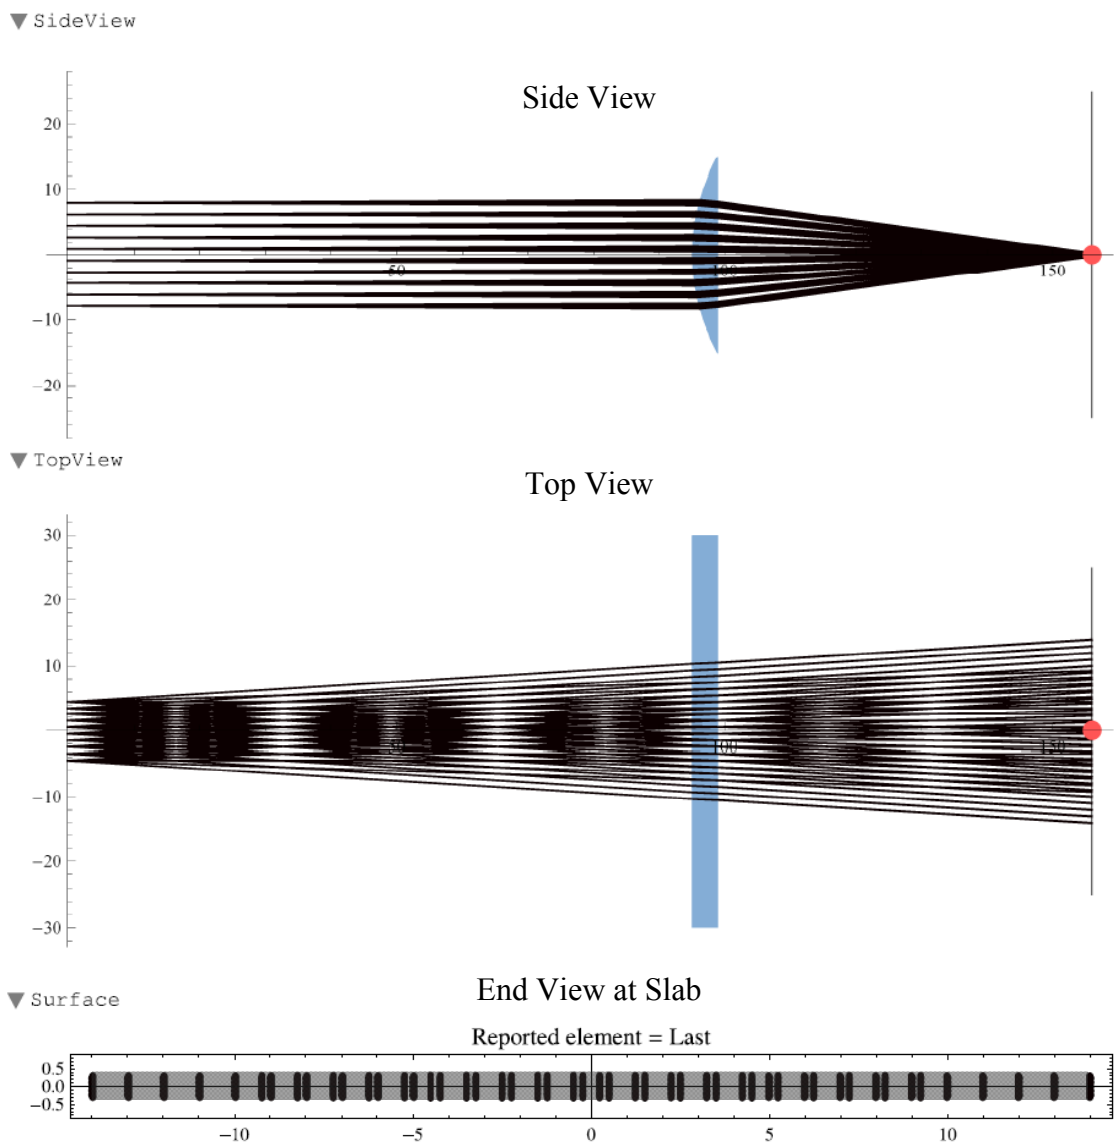 SideView
Side View
20
10
50 100 150
−10
−20
TopView
Top View
30
20
10
50 100 150
−10
−20
−30
Surface
End View at Slab
Reported element = Last
0.5
0.0
−0.5
−10 −5 0 5 10